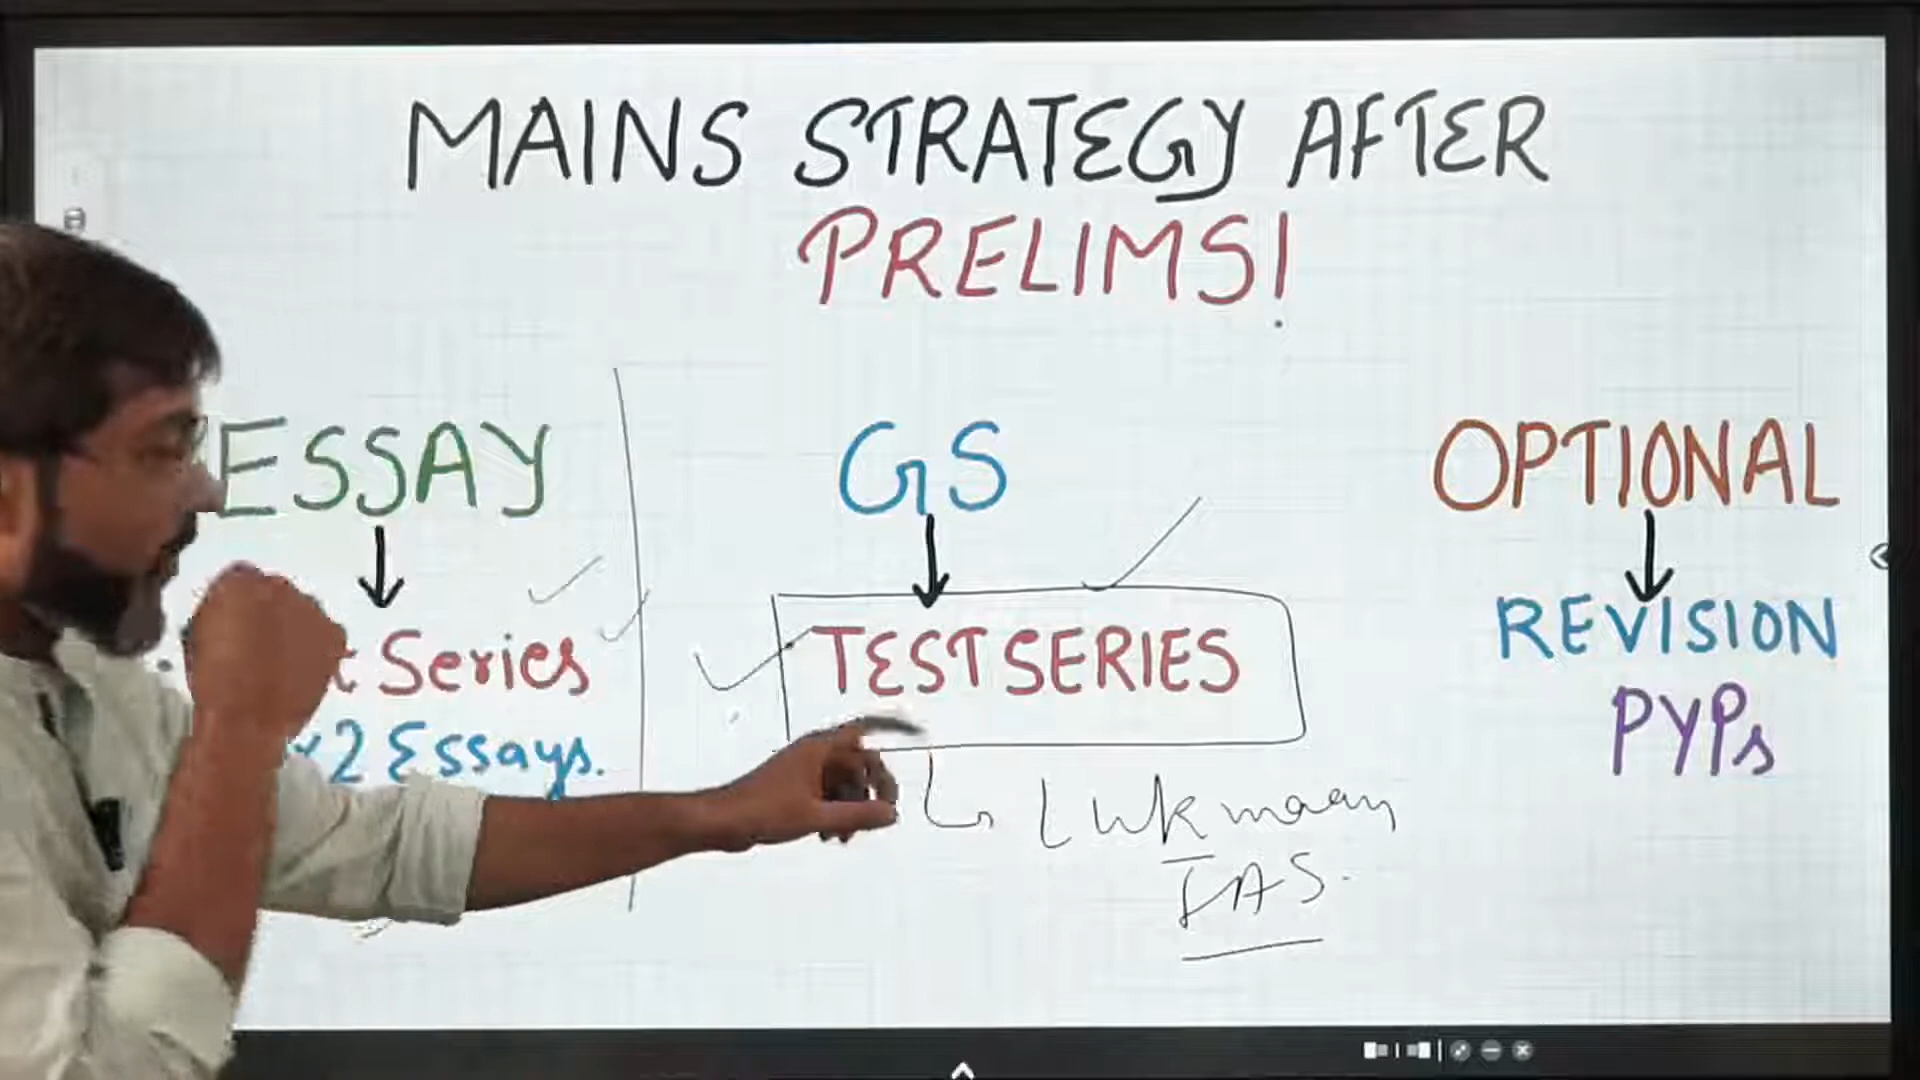 MAINS STRATEGY AFTER
PRELIMS!
ESSAY
GS
OPTIONAL
Series
2 Essays.
TEST SERIES
REVISION
PYPs
Lukmaan
IAS.